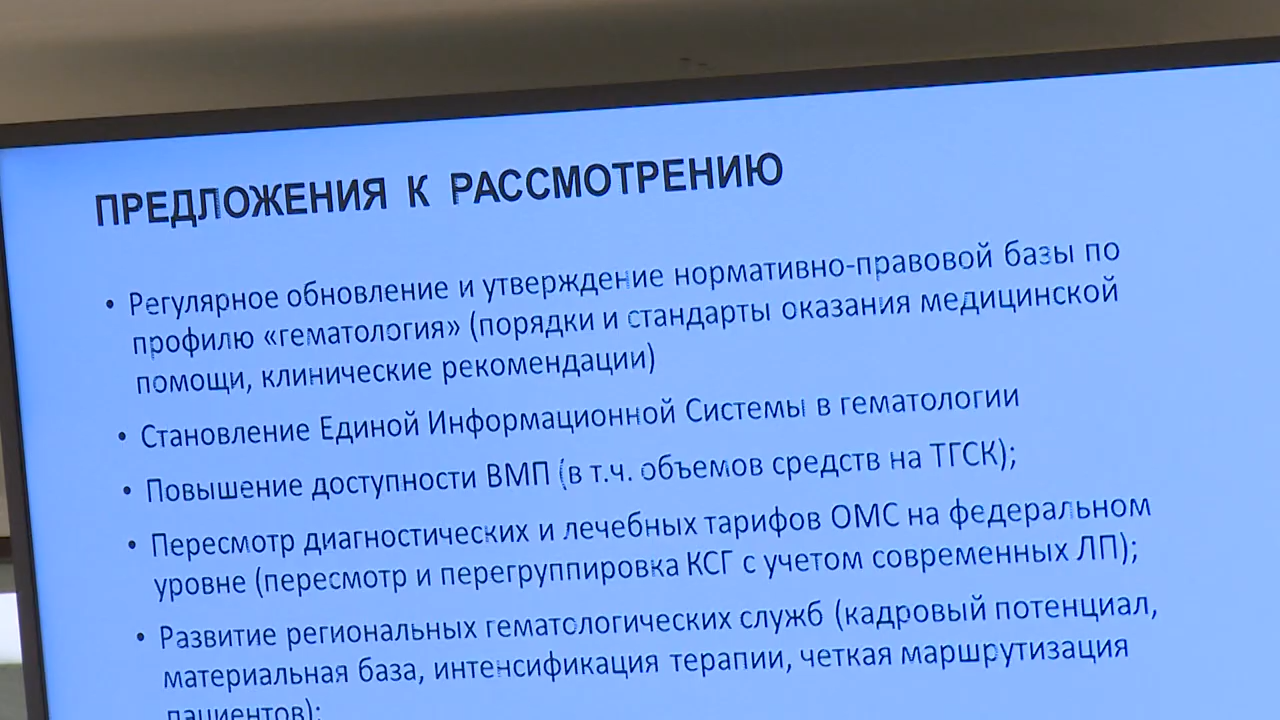 ПРЕДЛОЖЕНИЯ К РАССМОТРЕНИЮ
• Регулярное обновление и утверждение нормативно-правовой базы по
профилю «гематология» (порядки и стандарты оказания медицинской
помощи, клинические рекомендации)
• Становление Единой Информационной Системы в гематологии
• Повышение доступности ВМП (в т.ч. объемов средств на ТГСК);
• Пересмотр диагностических и лечебных тарифов ОМС на федеральном
уровне (пересмотр и перегруппировка КСГ с учетом современных ЛП);
• Развитие региональных гематологических служб (кадровый потенциал,
материальная база, интенсификация терапии, четкая маршрутизация
пациентов);